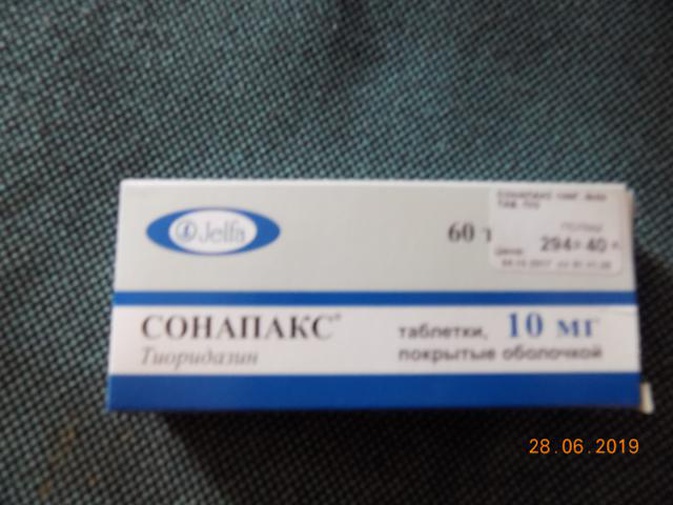 Jelfa
60 т
294
40
СОНАПАКС®
Тиоридазин
таблетки, 10 мг
покрытые оболочкой
28.06.2019